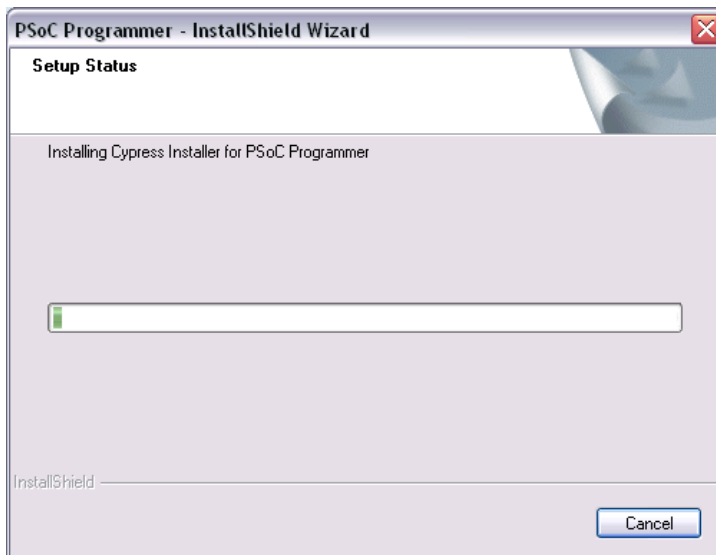 PSoC Programmer - InstallShield Wizard
Setup Status
Installing Cypress Installer for PSoC Programmer
InstallShield
Cancel